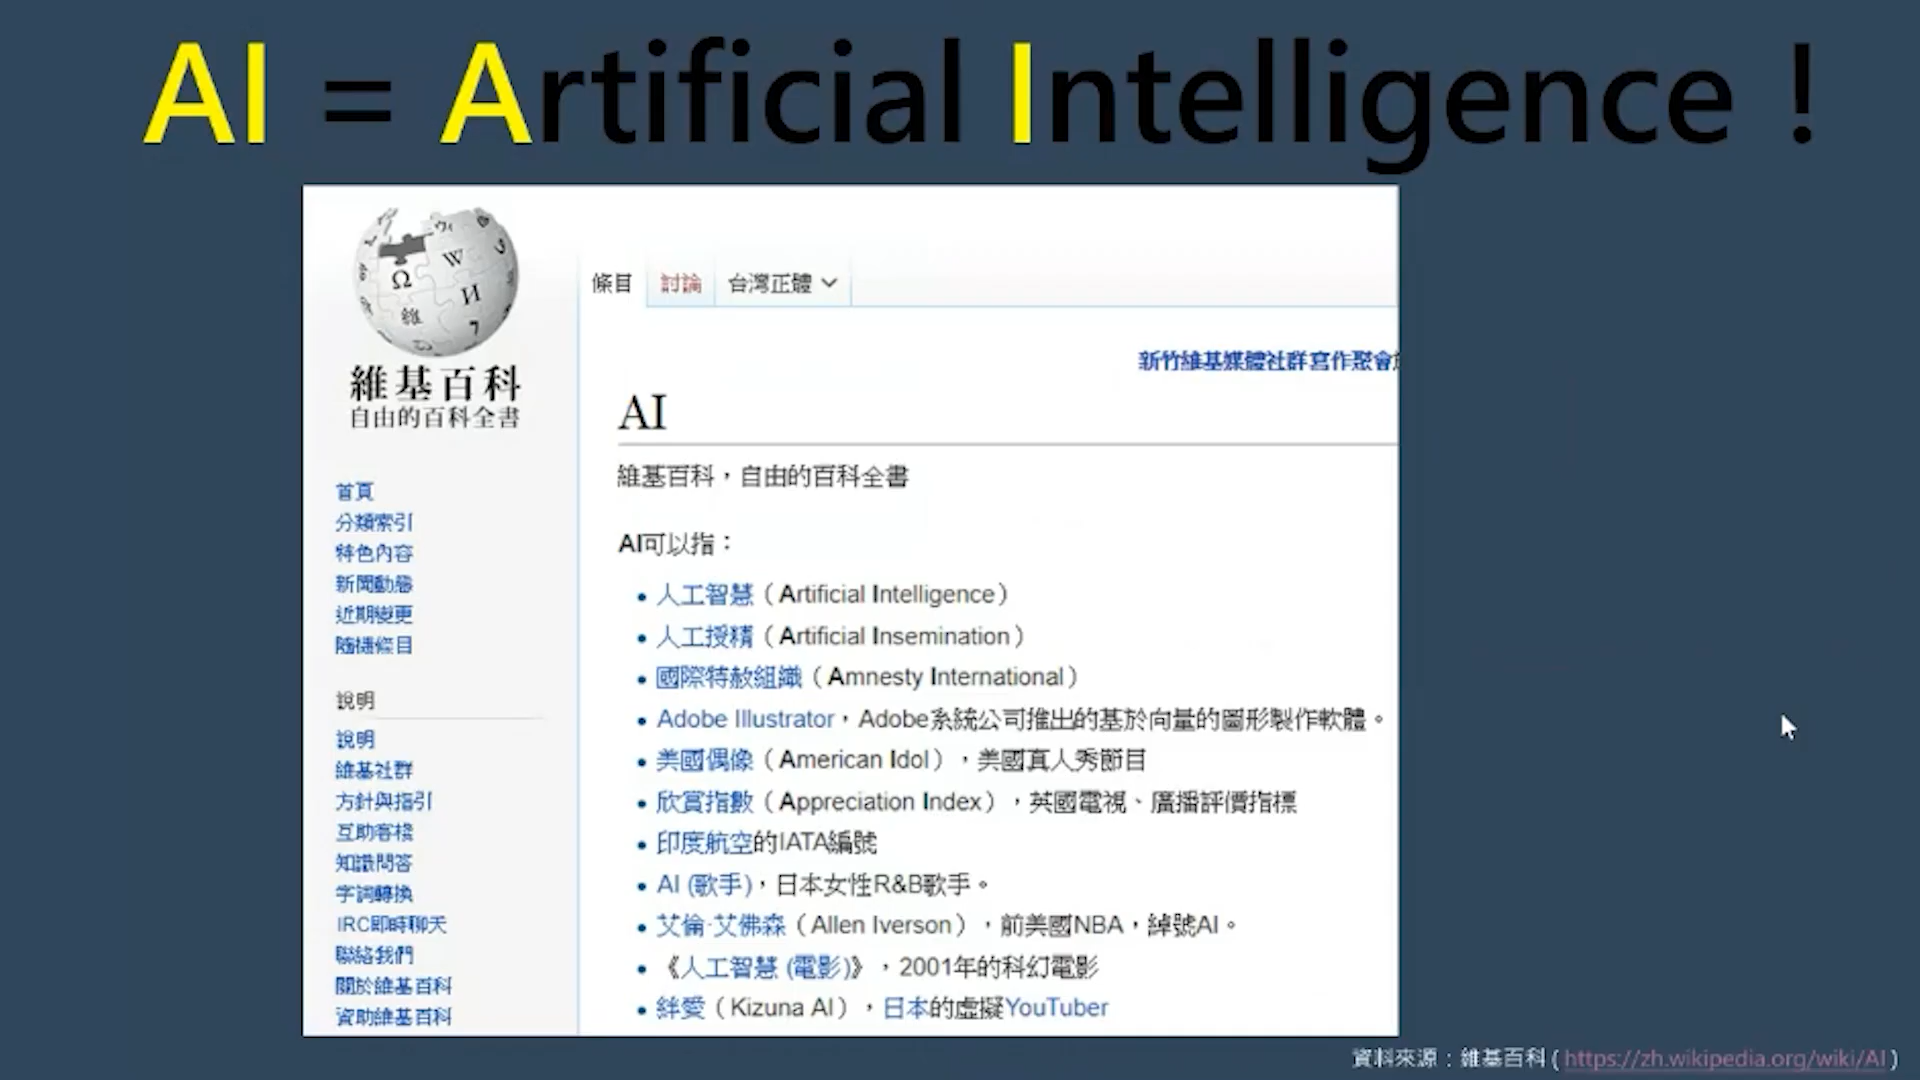 AI = Artificial Intelligence！
維基百科
自由的百科全書
條目 討論 台灣正體
新竹維基媒體社群寫作聚會
AI
維基百科，自由的百科全書
AI可以指：
人工智慧（Artificial Intelligence）
人工授精（Artificial Insemination）
國際特赦組織（Amnesty International）
Adobe Illustrator，Adobe系統公司推出的基於向量的圖形製作軟體。
美國偶像（American Idol），美國真人秀節目
欣賞指數（Appreciation Index），英國電視、廣播評價指標
印度航空的IATA編號
AI (歌手)，日本女性R&B歌手。
艾倫·艾佛森（Allen Iverson），前美國NBA，綽號AI。
《人工智慧 (電影)》，2001年的科幻電影
絆愛（Kizuna AI），日本的虛擬YouTuber
首頁
分類索引
特色內容
新聞動態
近期變更
隨機條目
說明
說明
維基社群
方針與指引
互助客棧
知識問答
字詞轉換
IRC即時聊天
聯絡我們
關於維基百科
資助維基百科
資料來源：維基百科 ( https://zh.wikipedia.org/wiki/AI )